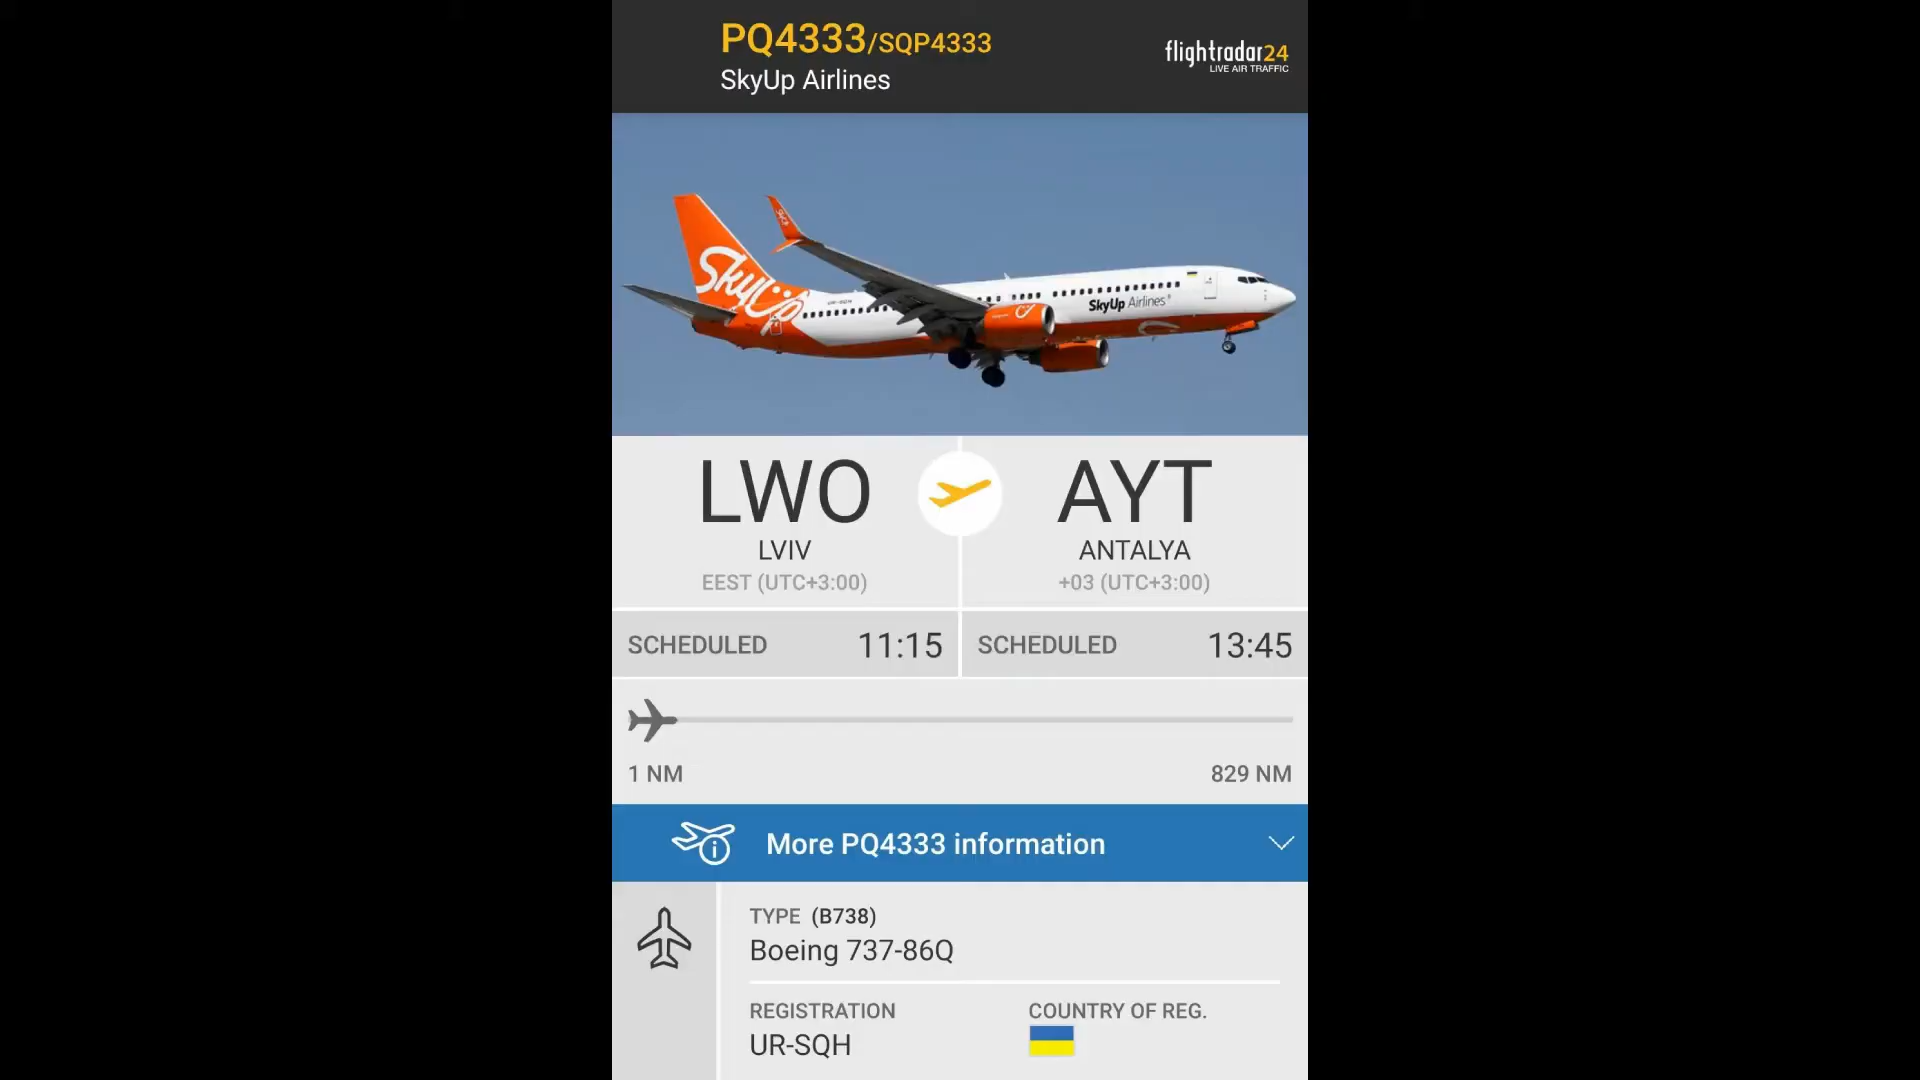 PQ4333/SQP4333
SkyUp Airlines
flightradar24
LIVE AIR TRAFFIC
SkyUp
SkyUp Airlines
LWO
AYT
LVIV
ANTALYA
EEST (UTC+3:00)
+03 (UTC+3:00)
SCHEDULED 11:15
SCHEDULED 13:45
1 NM
829 NM
More PQ4333 information
TYPE (B738)
Boeing 737-86Q
REGISTRATION
COUNTRY OF REG.
UR-SQH